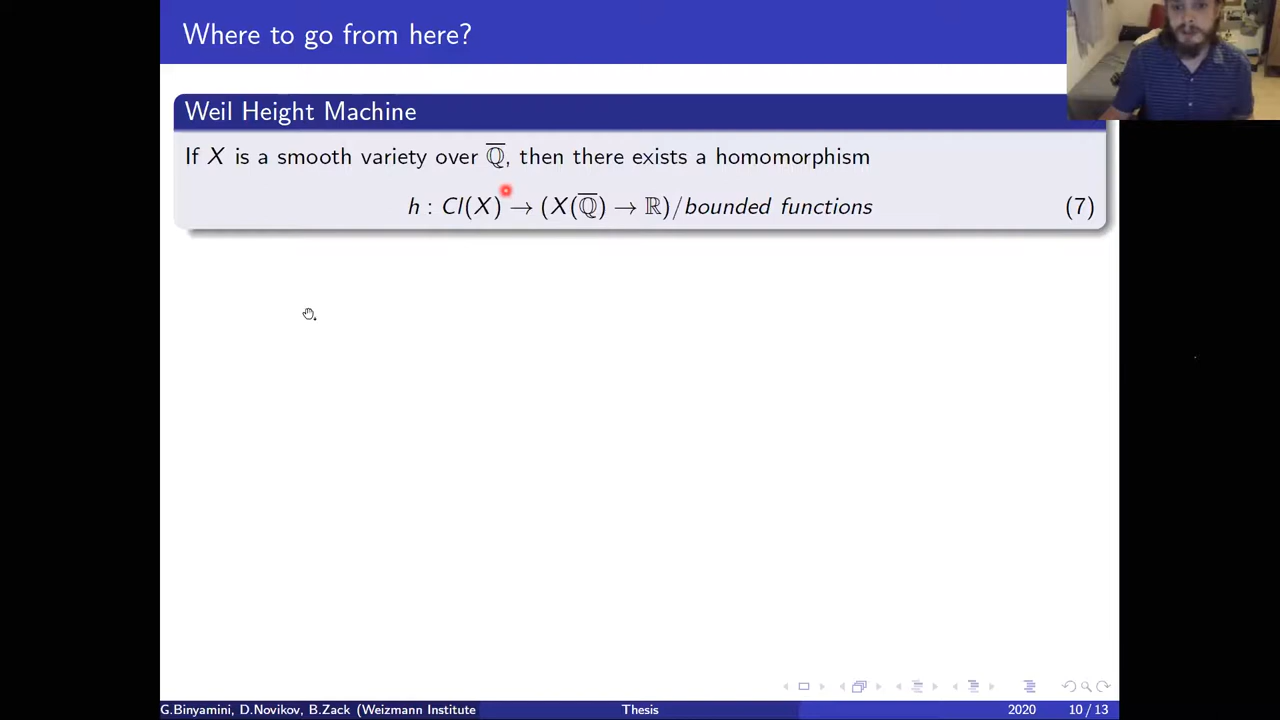 Where to go from here?
Weil Height Machine
If X is a smooth variety over ℚ̅, then there exists a homomorphism
h : Cl(X) → (X(ℚ̅) → ℝ)/bounded functions (7)
G.Binyamini, D.Novikov, B.Zack (Weizmann Institute Thesis 2020 10 / 13